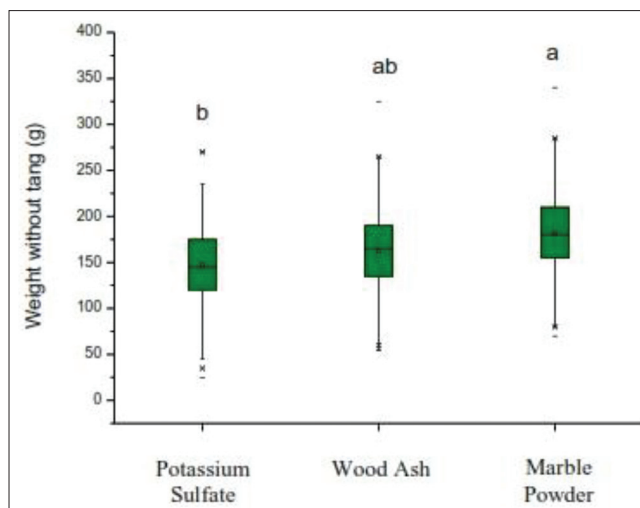 400
350
300
250
200
150
100
50
0
Weight without tang (g)
b
ab
a
Potassium
Sulfate
Wood Ash
Marble
Powder